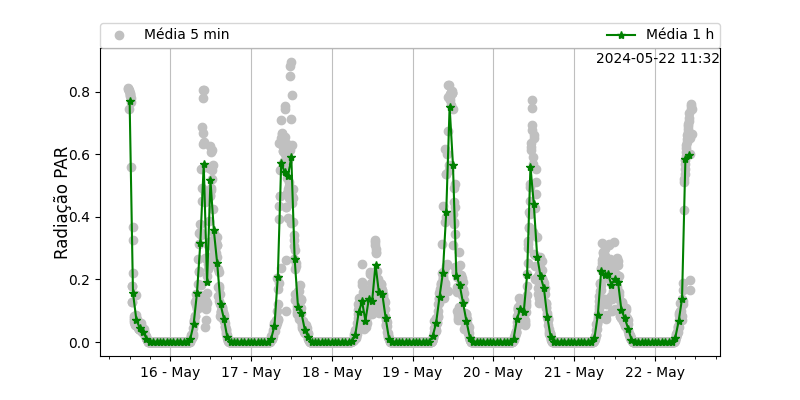 Média 5 min
Média 1 h
2024-05-22 11:32
Radiação PAR
0.8
0.6
0.4
0.2
0.0
16 - May
17 - May
18 - May
19 - May
20 - May
21 - May
22 - May